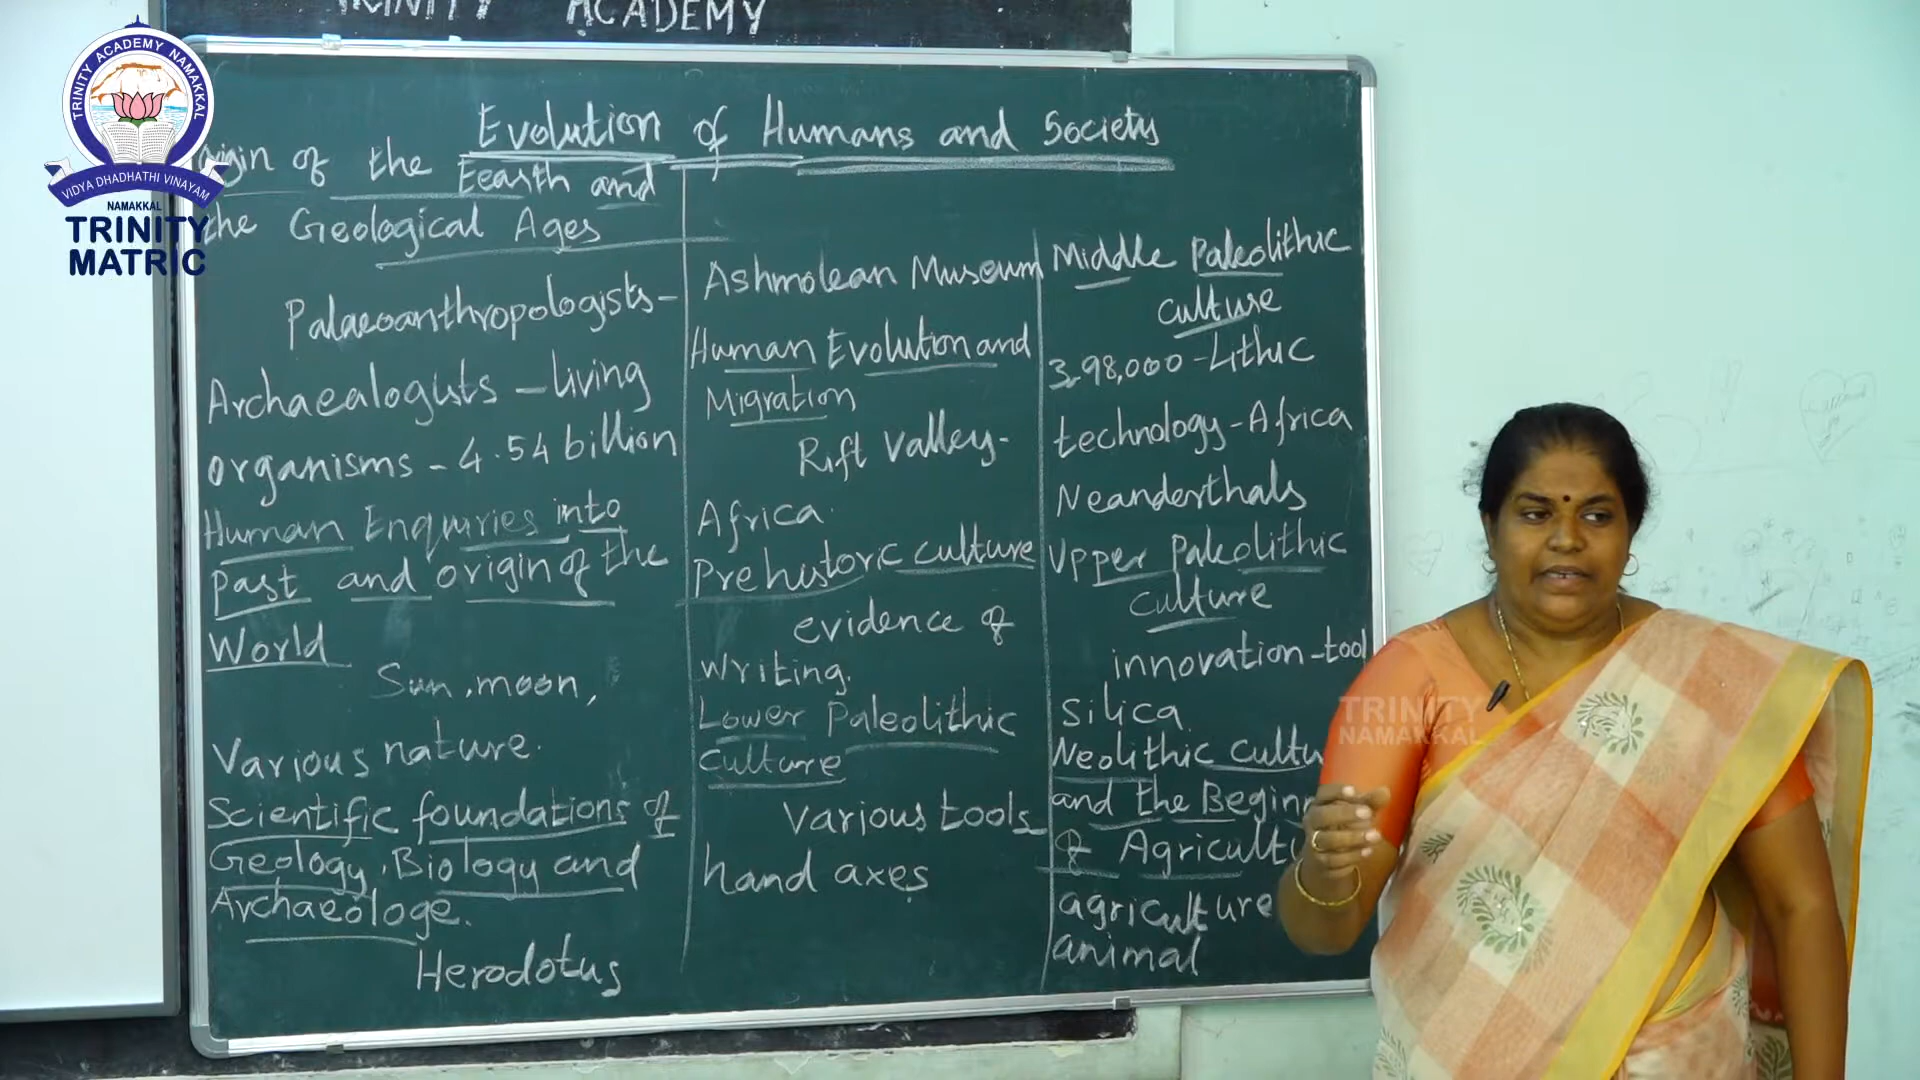 TRINITY ACADEMY
TRINITY ACADEMY NAMAKKAL
VIDYA DHADHATHI VINAYAM
NAMAKKAL
TRINITY
MATRIC
Evolution of Humans and Society
of the Eearth and
the Geological Ages
Palaeoanthropologists-
Archaealogists - living
organisms - 4.54 billion
Human Enquiries into
past and origin of the
World
Sun, moon,
Various nature.
Scientific foundations of
Geology, Biology and
Archaeologe.
Herodotus
Ashmolean Museum
Human Evolution and
Migration
Rift Valley-
Africa.
Prehistoric culture
evidence of
writing.
Lower Paleolithic
Culture
Various tools
hand axes
Middle Paleolithic
culture
3,98,000 - Lithic
technology - Africa
Neanderthals
Upper Paleolithic
culture
innovation - tool
silica
Neolithic cultu
and the Begin
of Agricultu
agriculture
animal
TRINITY
NAMAKKAL